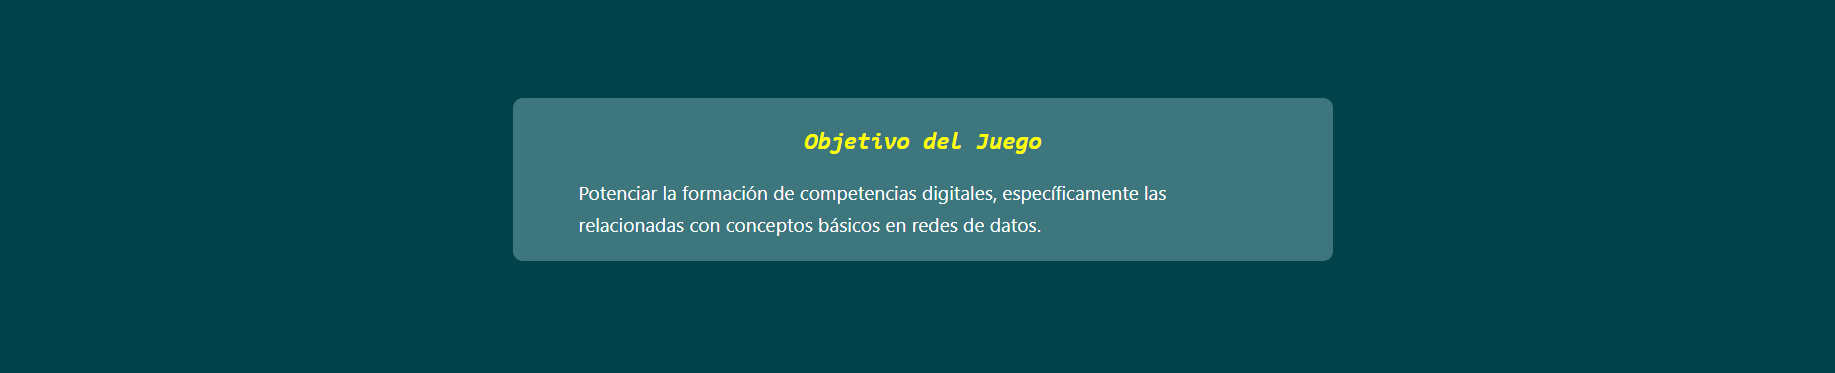 Objetivo del Juego
Potenciar la formación de competencias digitales, específicamente las
relacionadas con conceptos básicos en redes de datos.